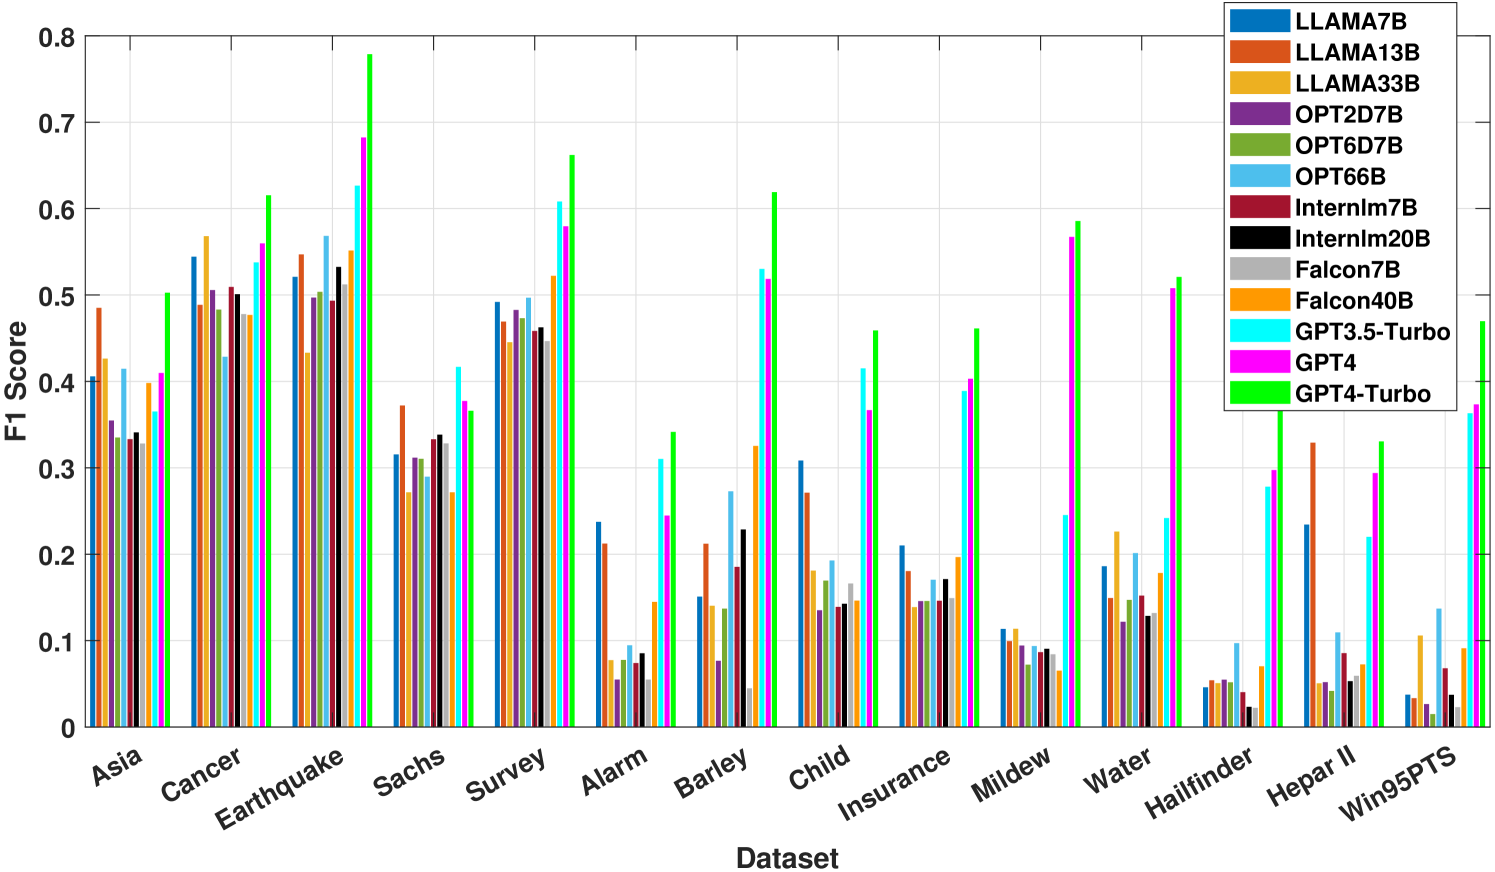 0.8
0.7
0.6
0.5
0.4
0.3
0.2
0.1
0
F1 Score
LLAMA7B
LLAMA13B
LLAMA33B
OPT2D7B
OPT6D7B
OPT66B
Internlm7B
Internlm20B
Falcon7B
Falcon40B
GPT3.5-Turbo
GPT4
GPT4-Turbo
Asia
Cancer
Earthquake
Sachs
Survey
Alarm
Barley
Child
Insurance
Mildew
Water
Hailfinder
Hepar II
Win95PTS
Dataset